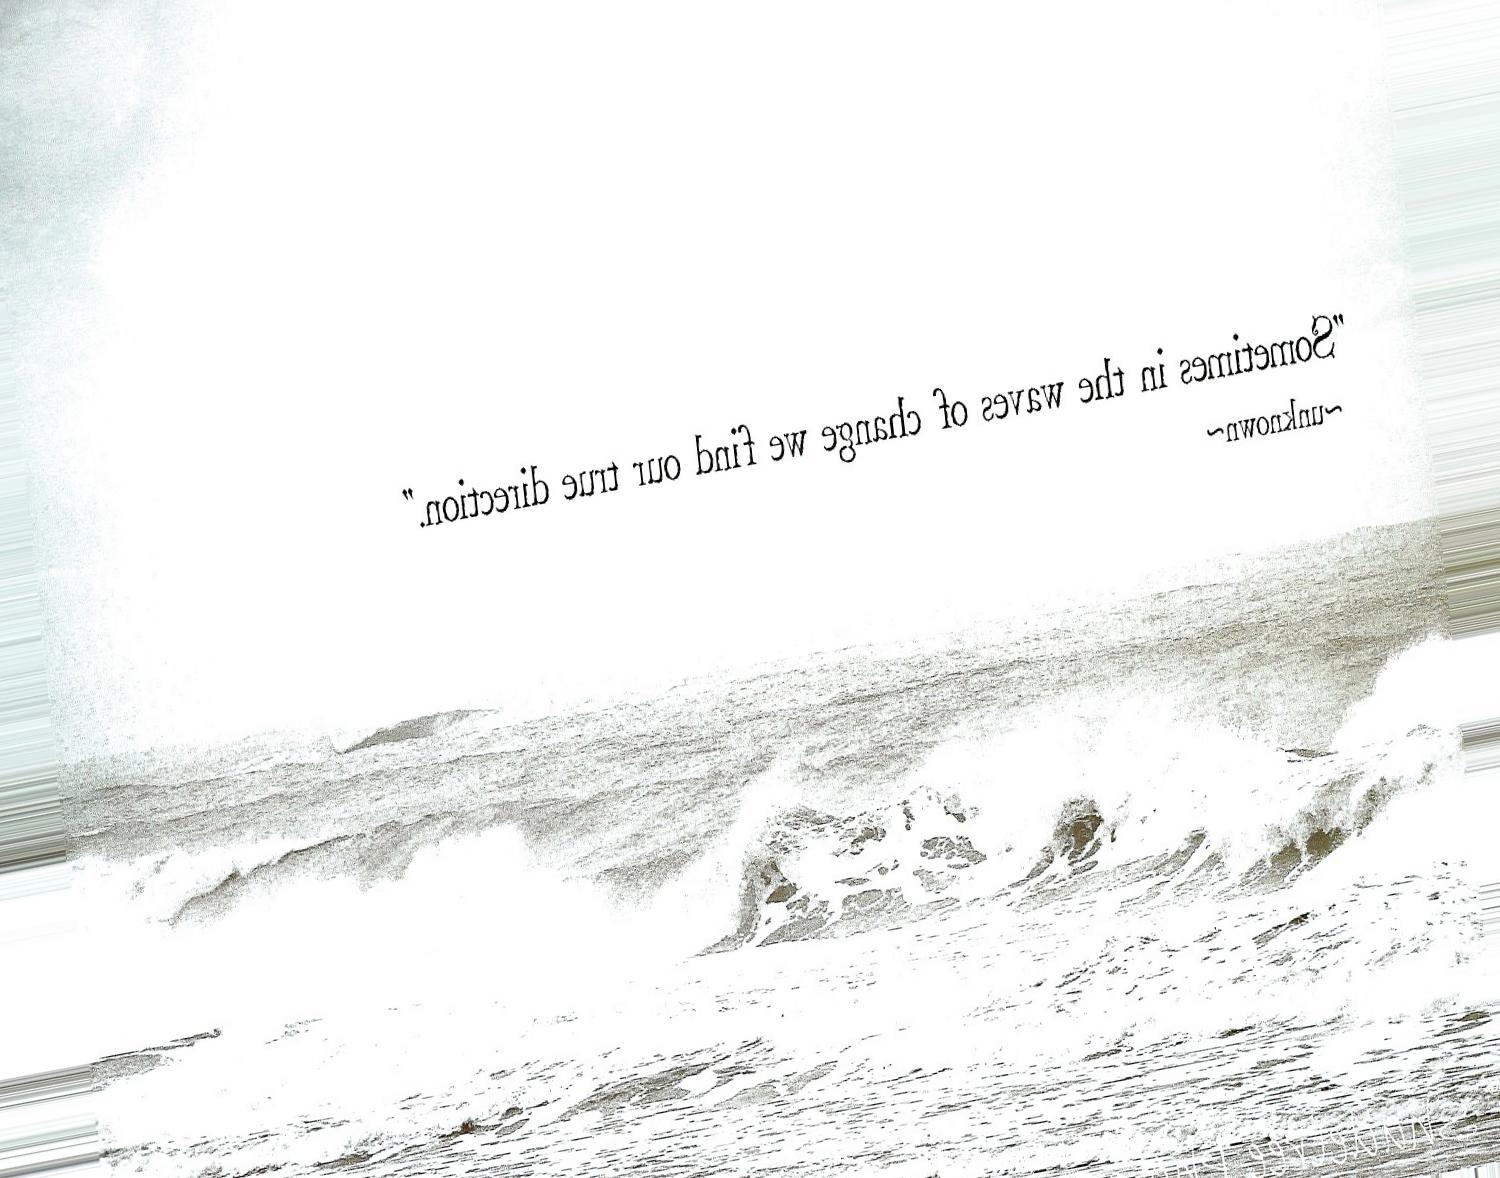 "Sometimes in the waves of change we find our true direction."
~unknown~